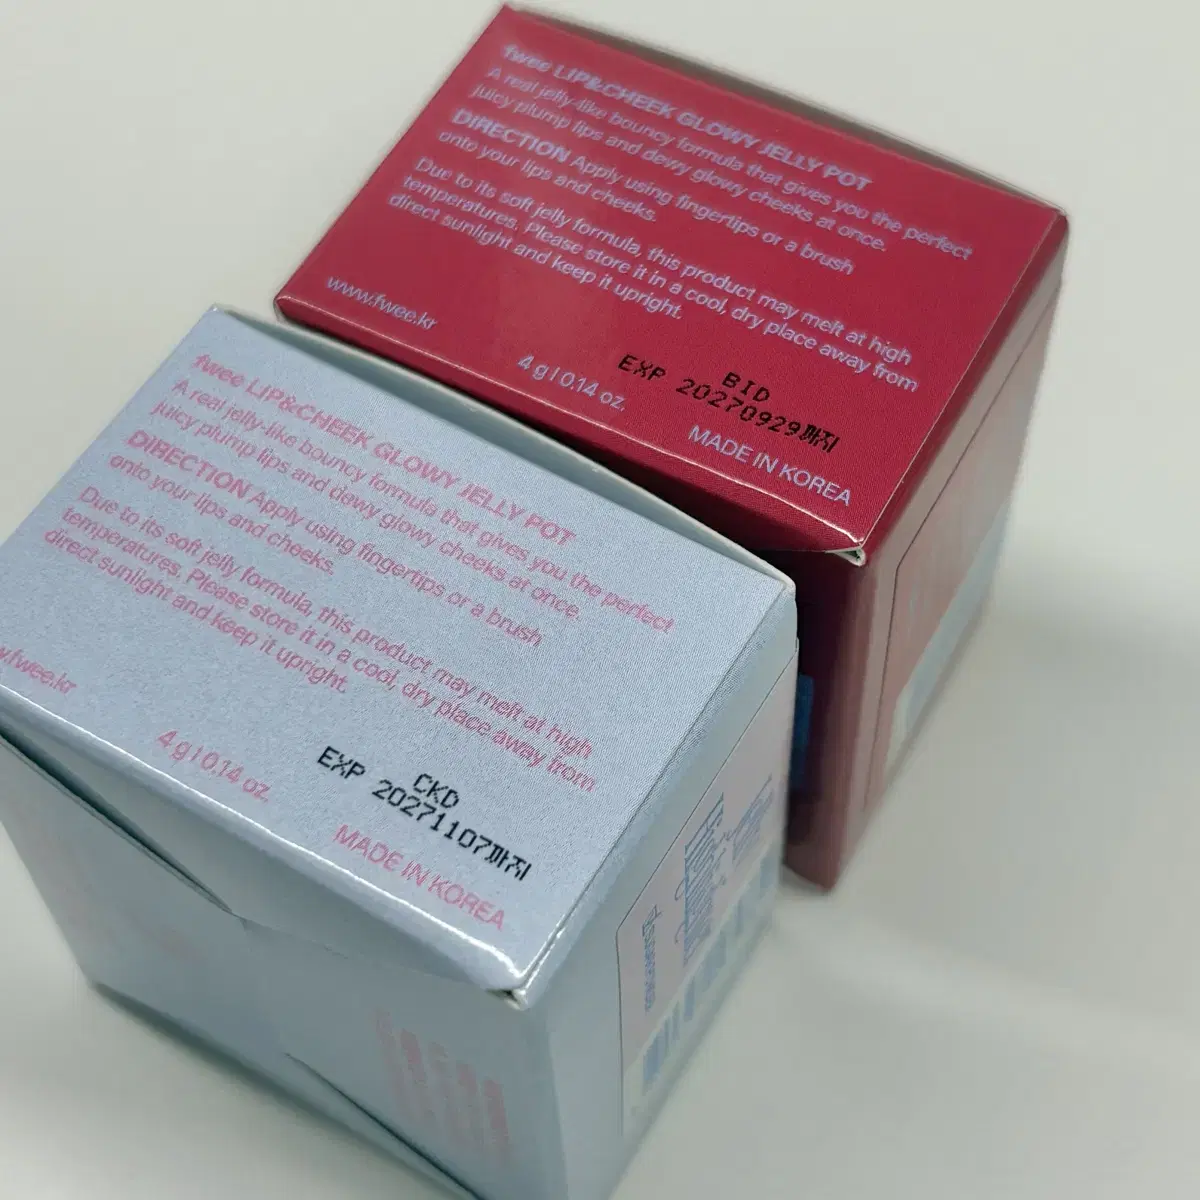 fwee LIP&CHEEK GLOWY JELLY POT
A real jelly-like bouncy formula that gives you the perfect
juicy plump lips and dewy glowy cheeks at once.
DIRECTION Apply using fingertips or a brush
onto your lips and cheeks.
Due to its soft jelly formula, this product may melt at high
temperatures. Please store it in a cool, dry place away from
direct sunlight and keep it upright.
www.fwee.kr
4 g l 0.14 oz.
BID
EXP 20270929까지
MADE IN KOREA
fwee LIP&CHEEK GLOWY JELLY POT
A real jelly-like bouncy formula that gives you the perfect
juicy plump lips and dewy glowy cheeks at once.
DIRECTION Apply using fingertips or a brush
onto your lips and cheeks.
Due to its soft jelly formula, this product may melt at high
temperatures. Please store it in a cool, dry place away from
direct sunlight and keep it upright.
w.fwee.kr
4 g l 0.14 oz.
CKD
EXP 20271107까지
MADE IN KOREA